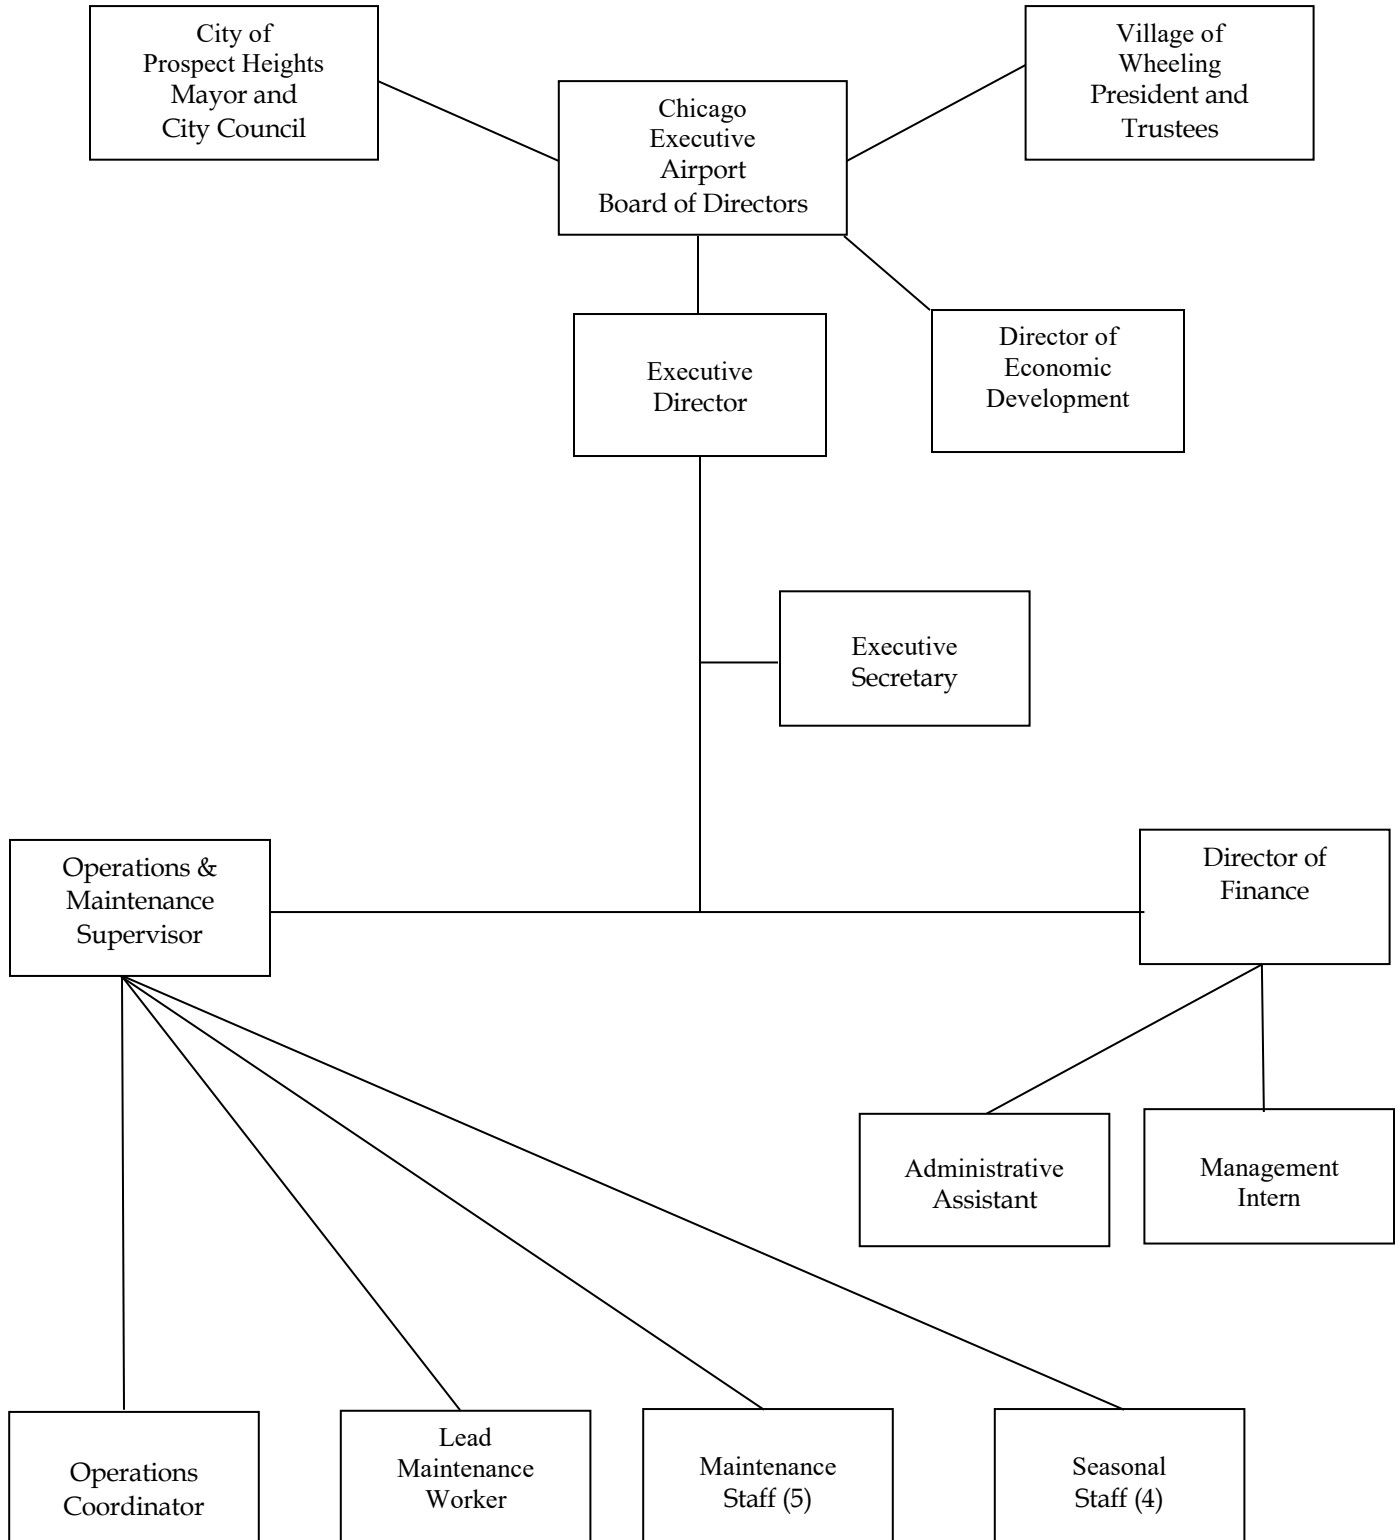 City of
Prospect Heights
Mayor and
City Council
Village of
Wheeling
President and
Trustees
Chicago
Executive
Airport
Board of Directors
Executive
Director
Director of
Economic
Development
Executive
Secretary
Operations &
Maintenance
Supervisor
Director of
Finance
Administrative
Assistant
Management
Intern
Operations
Coordinator
Lead
Maintenance
Worker
Maintenance
Staff (5)
Seasonal
Staff (4)